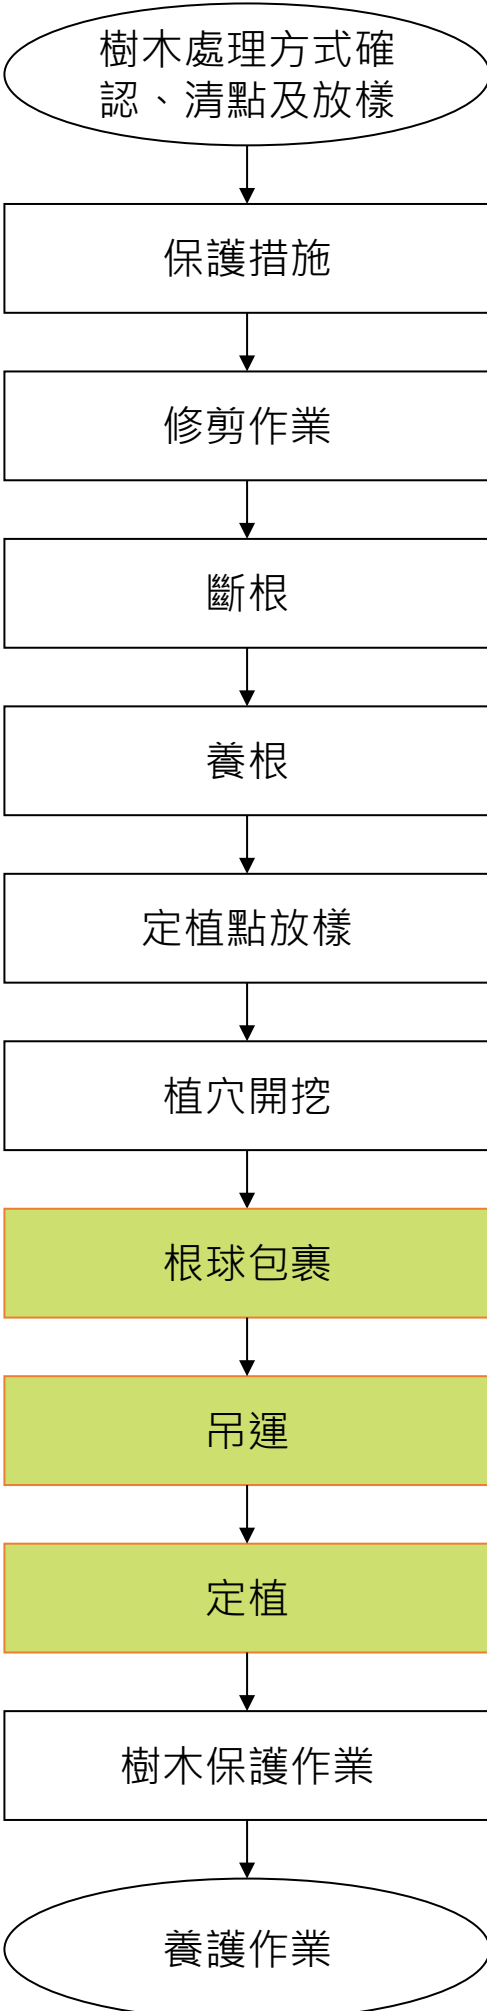 樹木處理方式確
認、清點及放樣
保護措施
修剪作業
斷根
養根
定植點放樣
植穴開挖
根球包裹
吊運
定植
樹木保護作業
養護作業